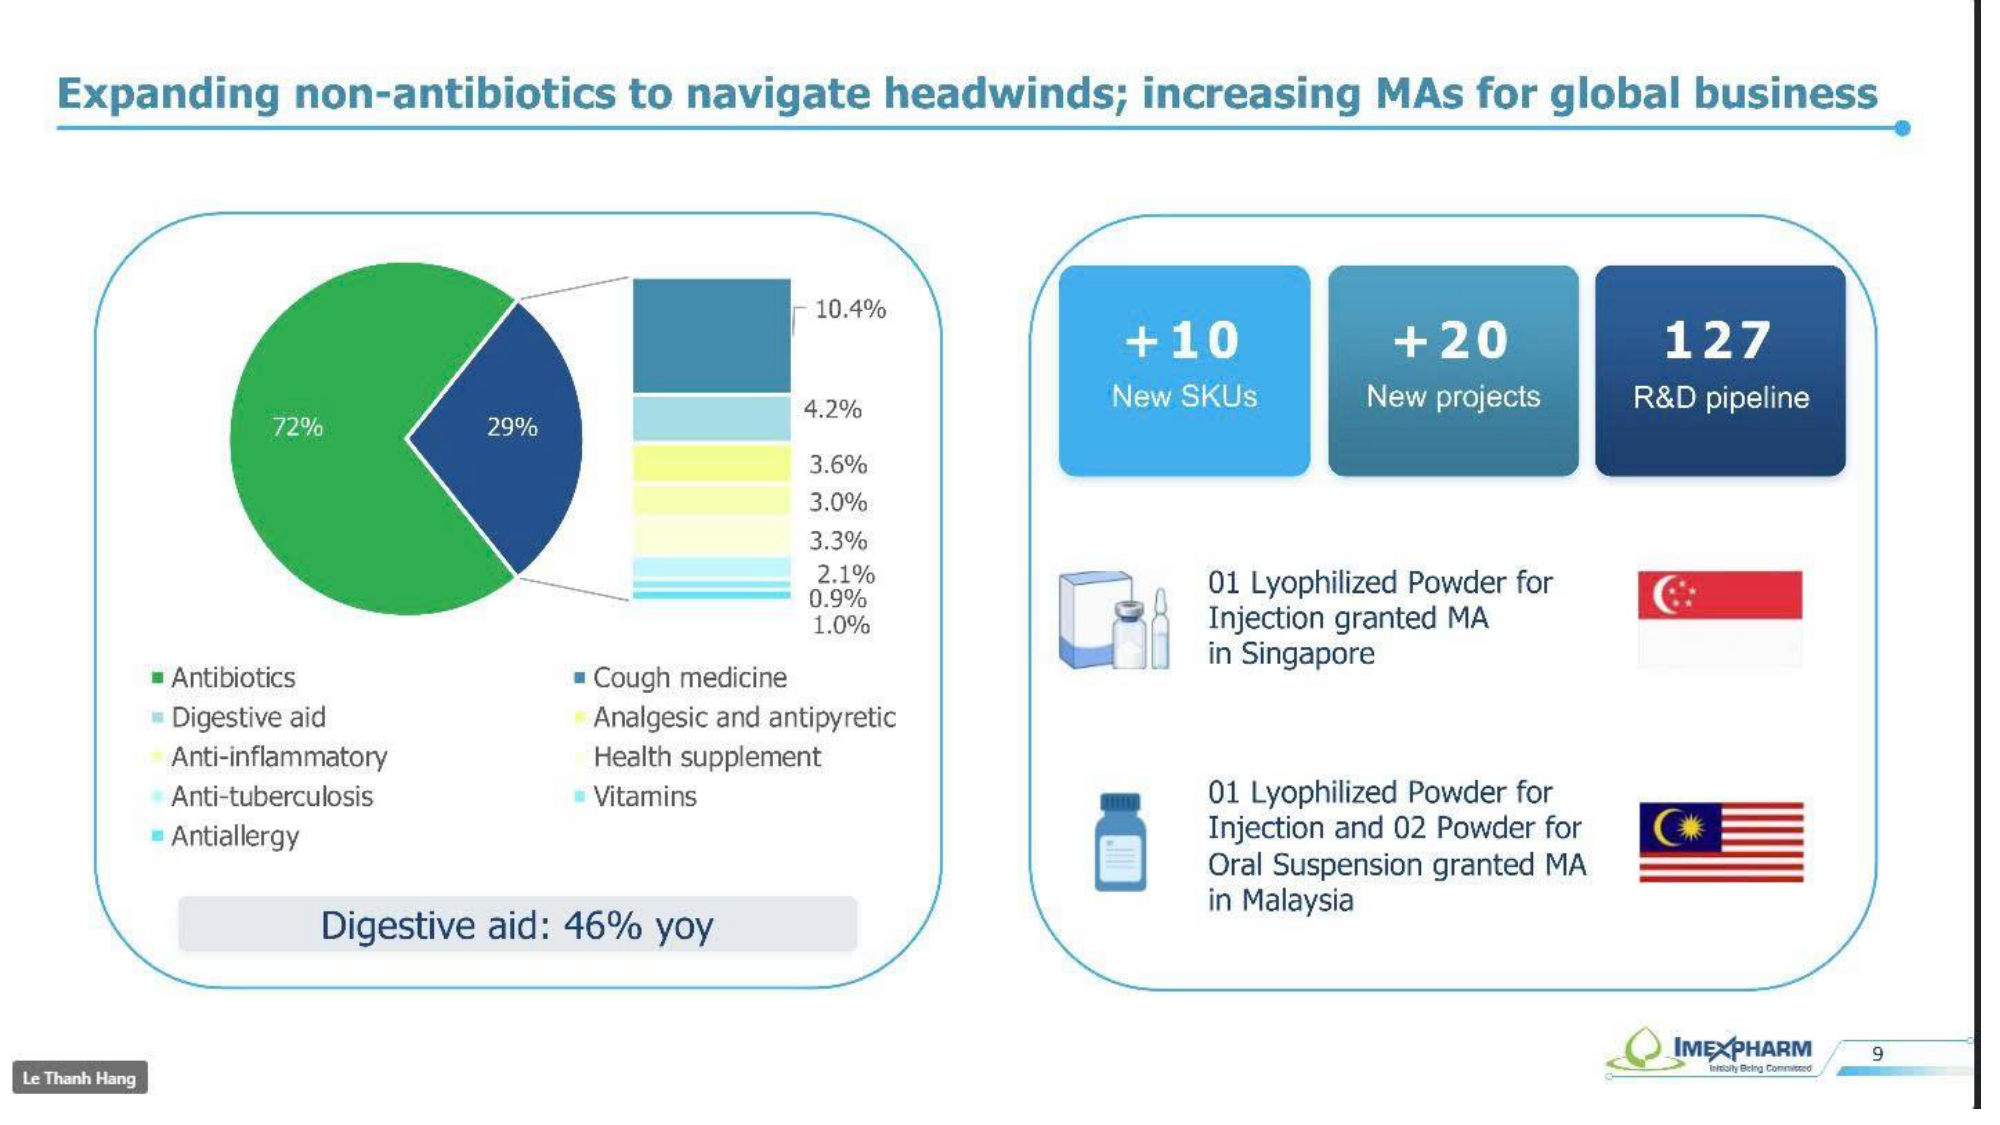 Expanding non-antibiotics to navigate headwinds; increasing MAs for global business
72%
29%
10.4%
4.2%
3.6%
3.0%
3.3%
2.1%
0.9%
1.0%
Antibiotics
Cough medicine
Digestive aid
Analgesic and antipyretic
Anti-inflammatory
Health supplement
Anti-tuberculosis
Vitamins
Antiallergy
Digestive aid: 46% yoy
+10
New SKUs
+20
New projects
127
R&D pipeline
01 Lyophilized Powder for
Injection granted MA
in Singapore
01 Lyophilized Powder for
Injection and 02 Powder for
Oral Suspension granted MA
in Malaysia
IMEXPHARM
Initially Being Committed
9
Le Thanh Hang